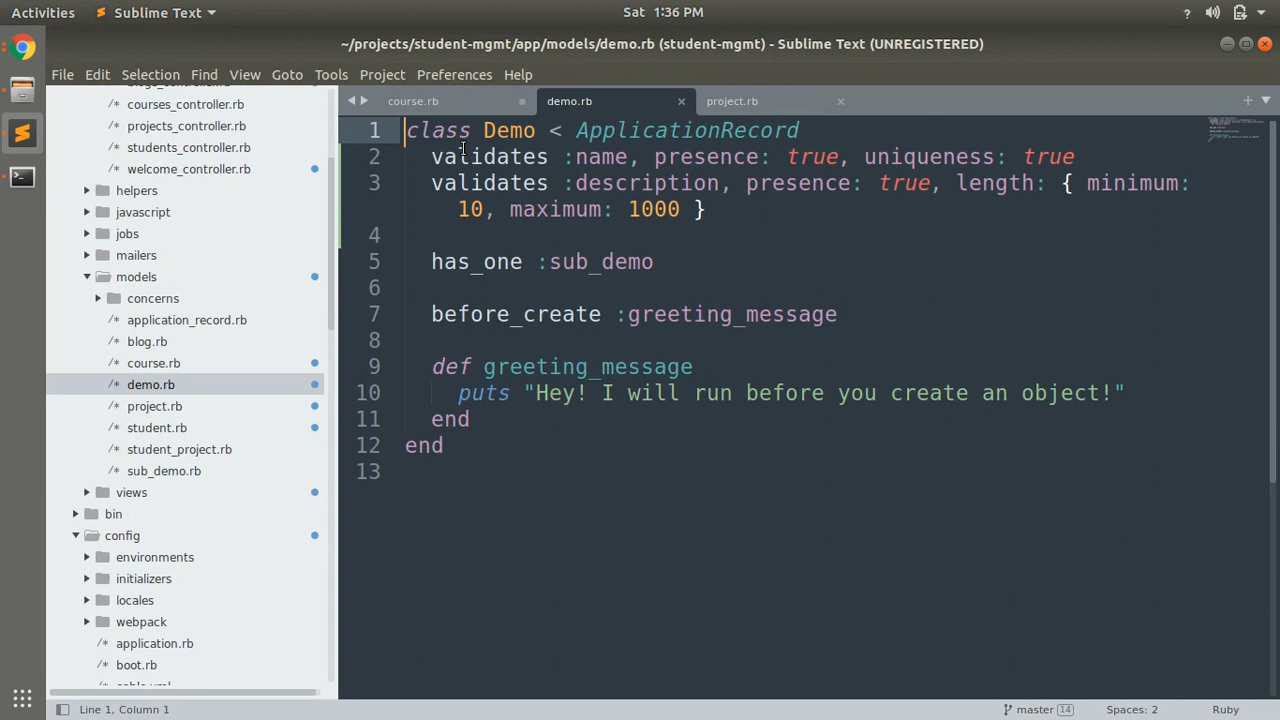 Activities
Sublime Text
Sat 1:36 PM
?
~/projects/student-mgmt/app/models/demo.rb (student-mgmt) - Sublime Text (UNREGISTERED)
File Edit Selection Find View Goto Tools Project Preferences Help
course.rb
demo.rb
project.rb
/* courses_controller.rb
/* projects_controller.rb
/* students_controller.rb
/* welcome_controller.rb
helpers
javascript
jobs
mailers
models
concerns
/* application_record.rb
/* blog.rb
/* course.rb
/* demo.rb
/* project.rb
/* student.rb
/* student_project.rb
/* sub_demo.rb
views
bin
config
environments
initializers
locales
webpack
/* application.rb
/* boot.rb
1 class Demo < ApplicationRecord
2 validates :name, presence: true, uniqueness: true
3 validates :description, presence: true, length: { minimum:
10, maximum: 1000 }
4
5 has_one :sub_demo
6
7 before_create :greeting_message
8
9 def greeting_message
10 puts "Hey! I will run before you create an object!"
11 end
12 end
13
Line 1, Column 1
master 14
Spaces: 2
Ruby